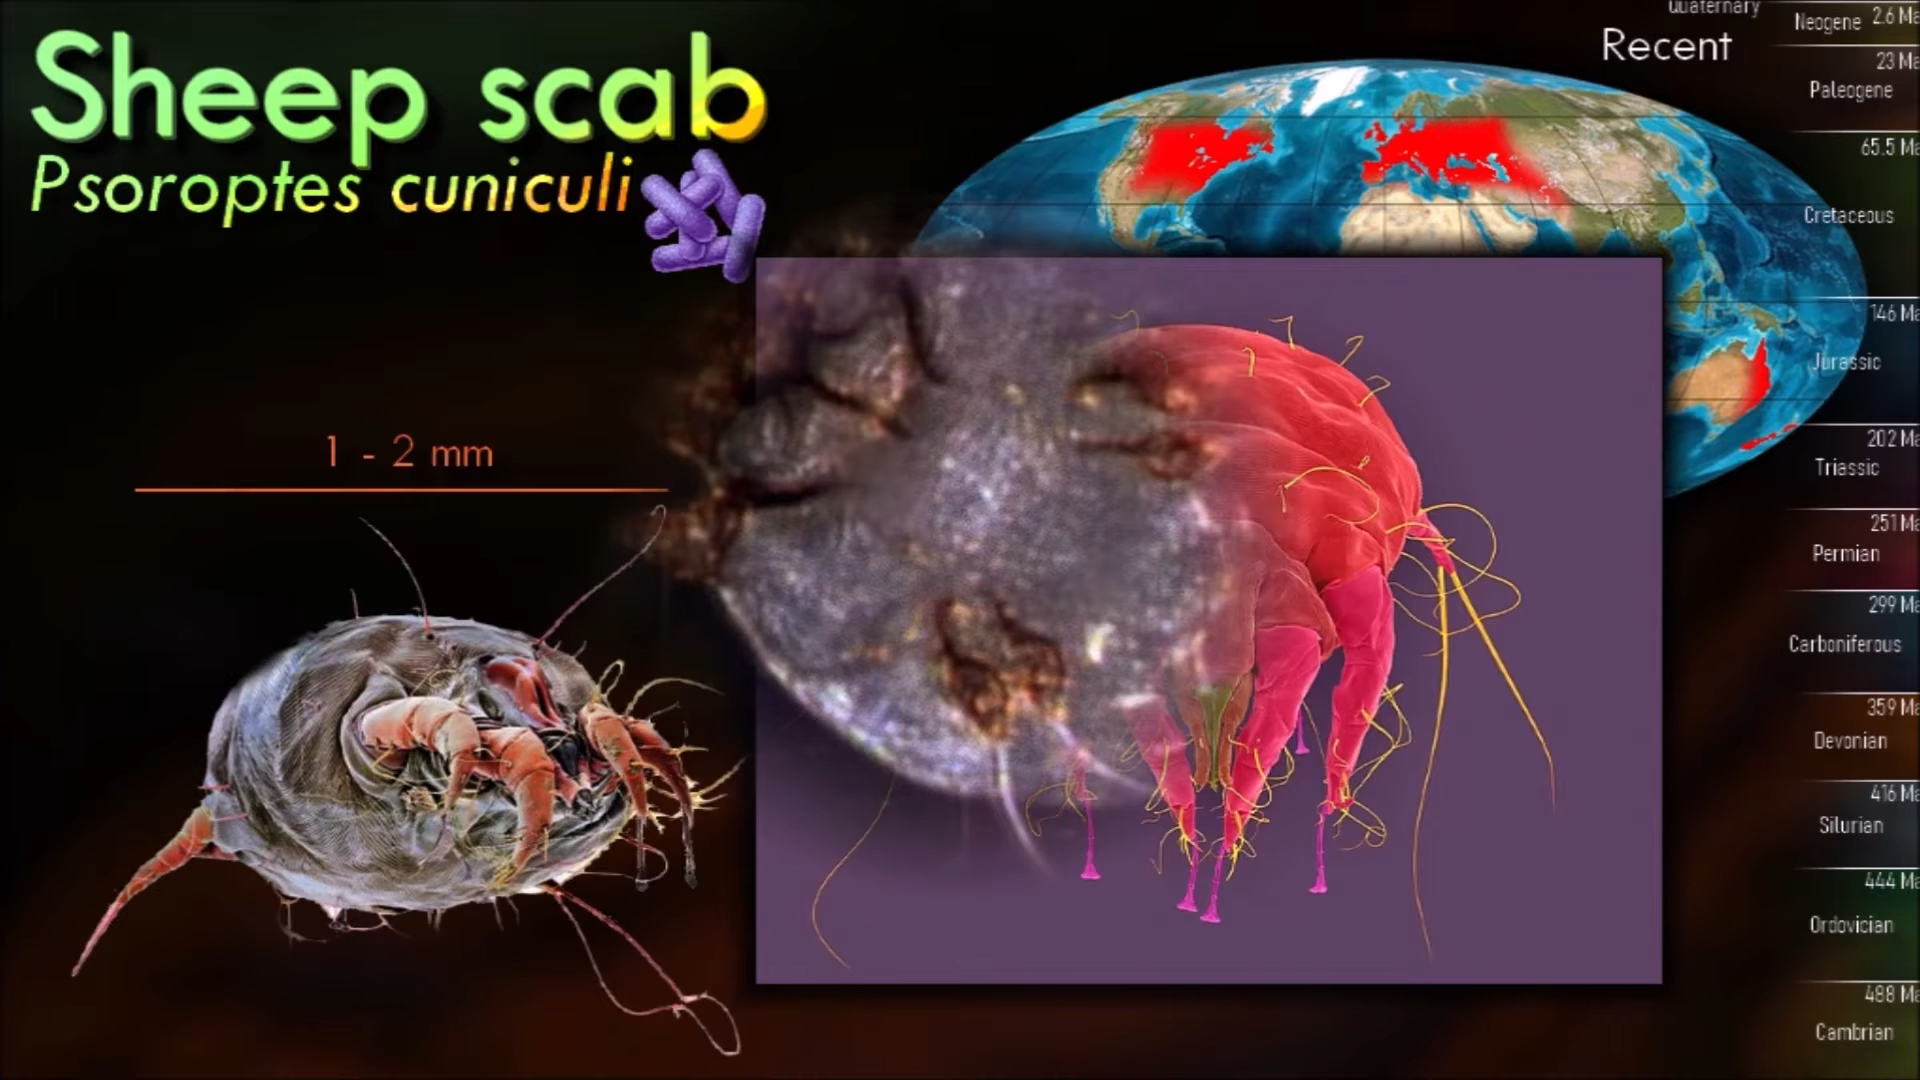 Sheep scab
Psoroptes cuniculi
1 - 2 mm
Quaternary
Recent
Neogene
2.6 Ma
23 Ma
Paleogene
65.5 Ma
Cretaceous
146 Ma
Jurassic
202 Ma
Triassic
251 Ma
Permian
299 Ma
Carboniferous
359 Ma
Devonian
416 Ma
Silurian
444 Ma
Ordovician
488 Ma
Cambrian